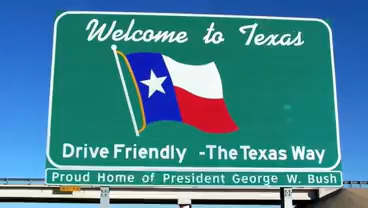 Welcome to Texas
Drive Friendly - The Texas Way
Proud Home of President George W. Bush